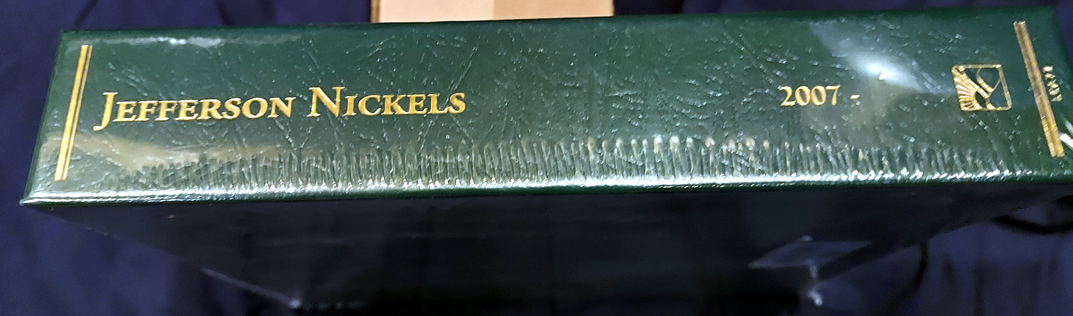 JEFFERSON NICKELS
2007 -